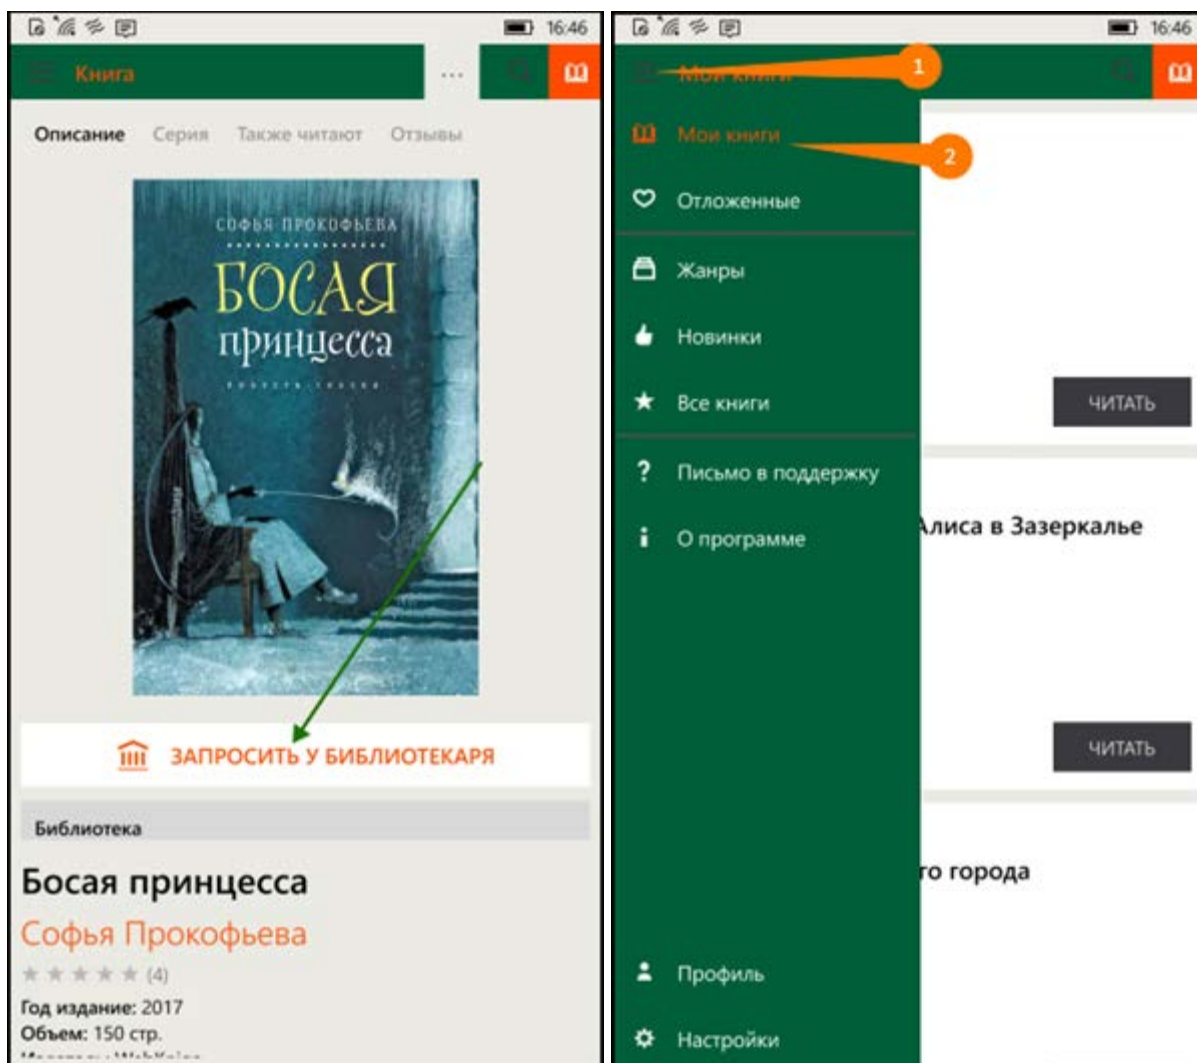 16:46
Книга
...
Описание Серия Также читают Отзывы
СОФЬЯ ПРОКОФЬЕВА
БОСАЯ
принцесса
ЗАПРОСИТЬ У БИБЛИОТЕКАРЯ
Библиотека
Босая принцесса
Софья Прокофьева
(4)
Год издание: 2017
Объем: 150 стр.
16:46
Мои книги
1
Мои книги
2
Отложенные
Жанры
Новинки
Все книги
ЧИТАТЬ
Письмо в поддержку
О программе
Алиса в Зазеркалье
ЧИТАТЬ
го города
Профиль
Настройки